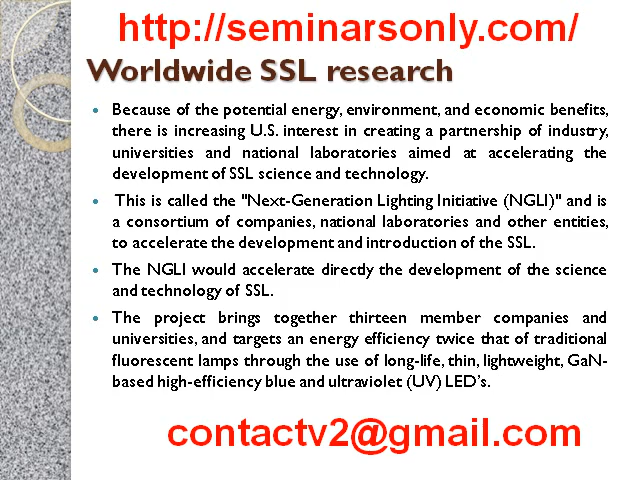 http://seminarsonly.com/
Worldwide SSL research
• Because of the potential energy, environment, and economic benefits,
there is increasing U.S. interest in creating a partnership of industry,
universities and national laboratories aimed at accelerating the
development of SSL science and technology.
• This is called the "Next-Generation Lighting Initiative (NGLI)" and is
a consortium of companies, national laboratories and other entities,
to accelerate the development and introduction of the SSL.
• The NGLI would accelerate directly the development of the science
and technology of SSL.
• The project brings together thirteen member companies and
universities, and targets an energy efficiency twice that of traditional
fluorescent lamps through the use of long-life, thin, lightweight, GaN-
based high-efficiency blue and ultraviolet (UV) LED's.
contactv2@gmail.com